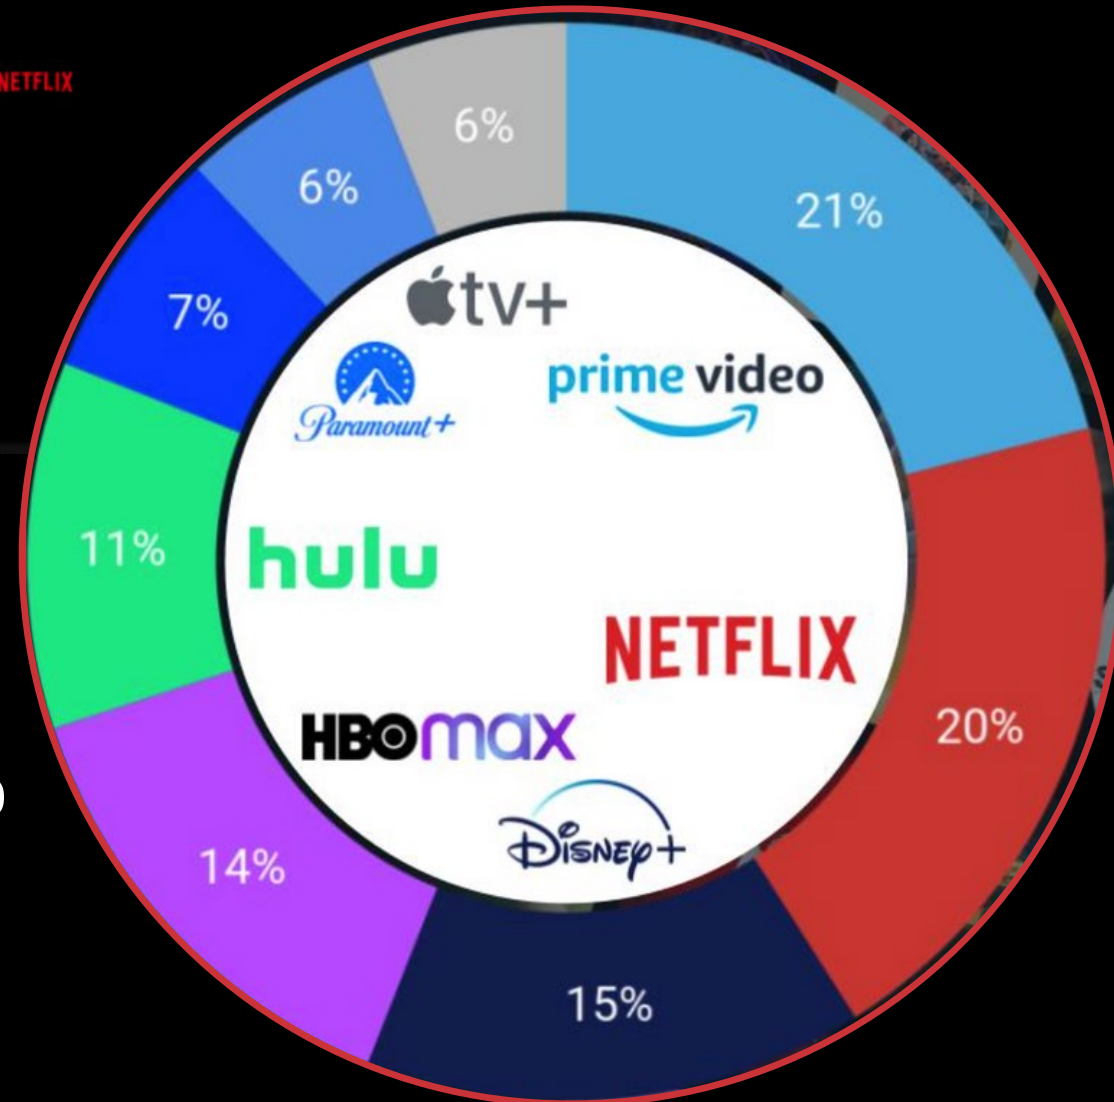 NETFLIX
6%
21%
6%
7%
tv+
prime video
Paramount+
11%
hulu
NETFLIX
20%
HBOmax
Disney+
14%
15%